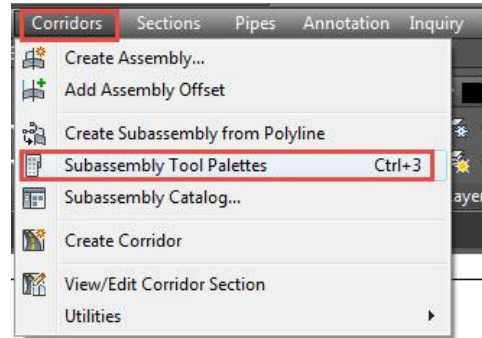 Corridors Sections Pipes Annotation Inquiry
Create Assembly...
Add Assembly Offset
Create Subassembly from Polyline
Subassembly Tool Palettes Ctrl+3
Subassembly Catalog...
Create Corridor
View/Edit Corridor Section
Utilities